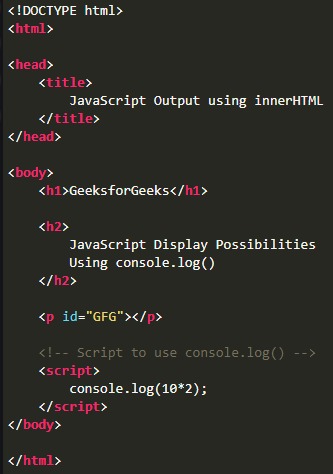 <!DOCTYPE html>
<html>
<head>
<title>
JavaScript Output using innerHTML
</title>
</head>
<body>
<h1>GeeksforGeeks</h1>
<h2>
JavaScript Display Possibilities
Using console.log()
</h2>
<p id="GFG"></p>
<!-- Script to use console.log() -->
<script>
console.log(10*2);
</script>
</body>
</html>